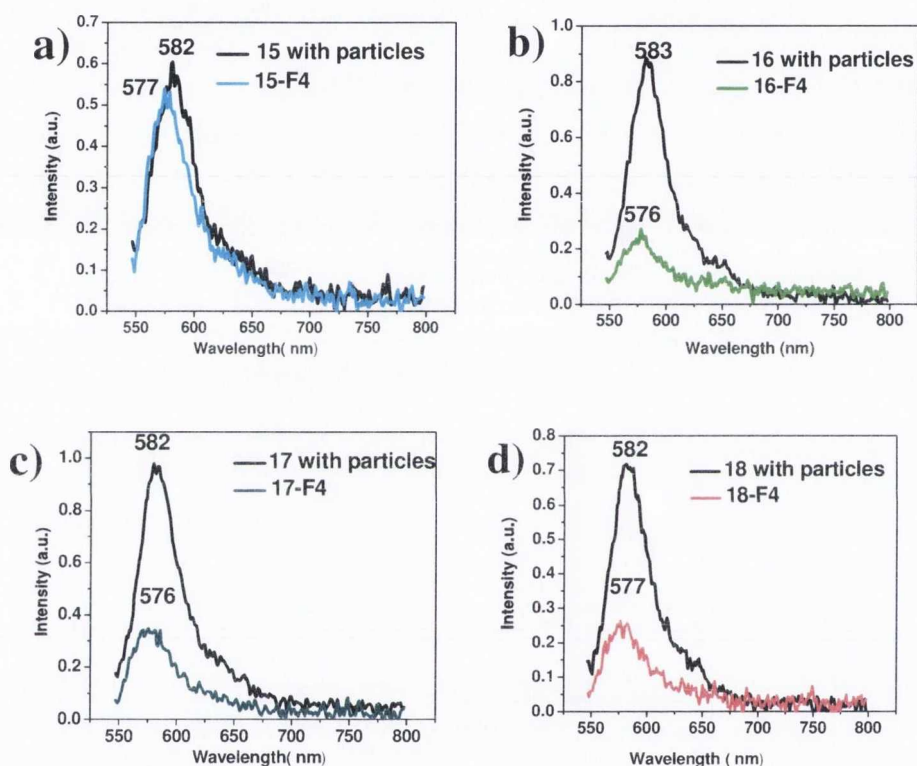 a)
582
577
15 with particles
15-F4
0.7
0.6
0.5
0.4
0.3
0.2
0.1
0.0
Intensity (a.u.)
550 600 650 700 750 800
Wavelength( nm)
b)
583
576
16 with particles
16-F4
1.0
0.8
0.6
0.4
0.2
0.0
Intensity (a.u.)
550 600 650 700 750 800
Wavelength (nm)
c)
582
576
17 with particles
17-F4
1.0
0.8
0.6
0.4
0.2
0.0
Intensity (a.u.)
550 600 650 700 750 800
Wavelength( nm)
d)
582
577
18 with particles
18-F4
0.8
0.7
0.6
0.5
0.4
0.3
0.2
0.1
0.0
Intensity (a.u.)
550 600 650 700 750 800
Wavelength ( nm)